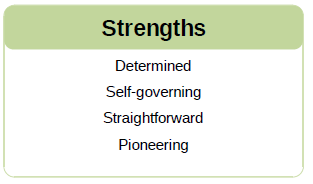 Strengths
Determined
Self-governing
Straightforward
Pioneering